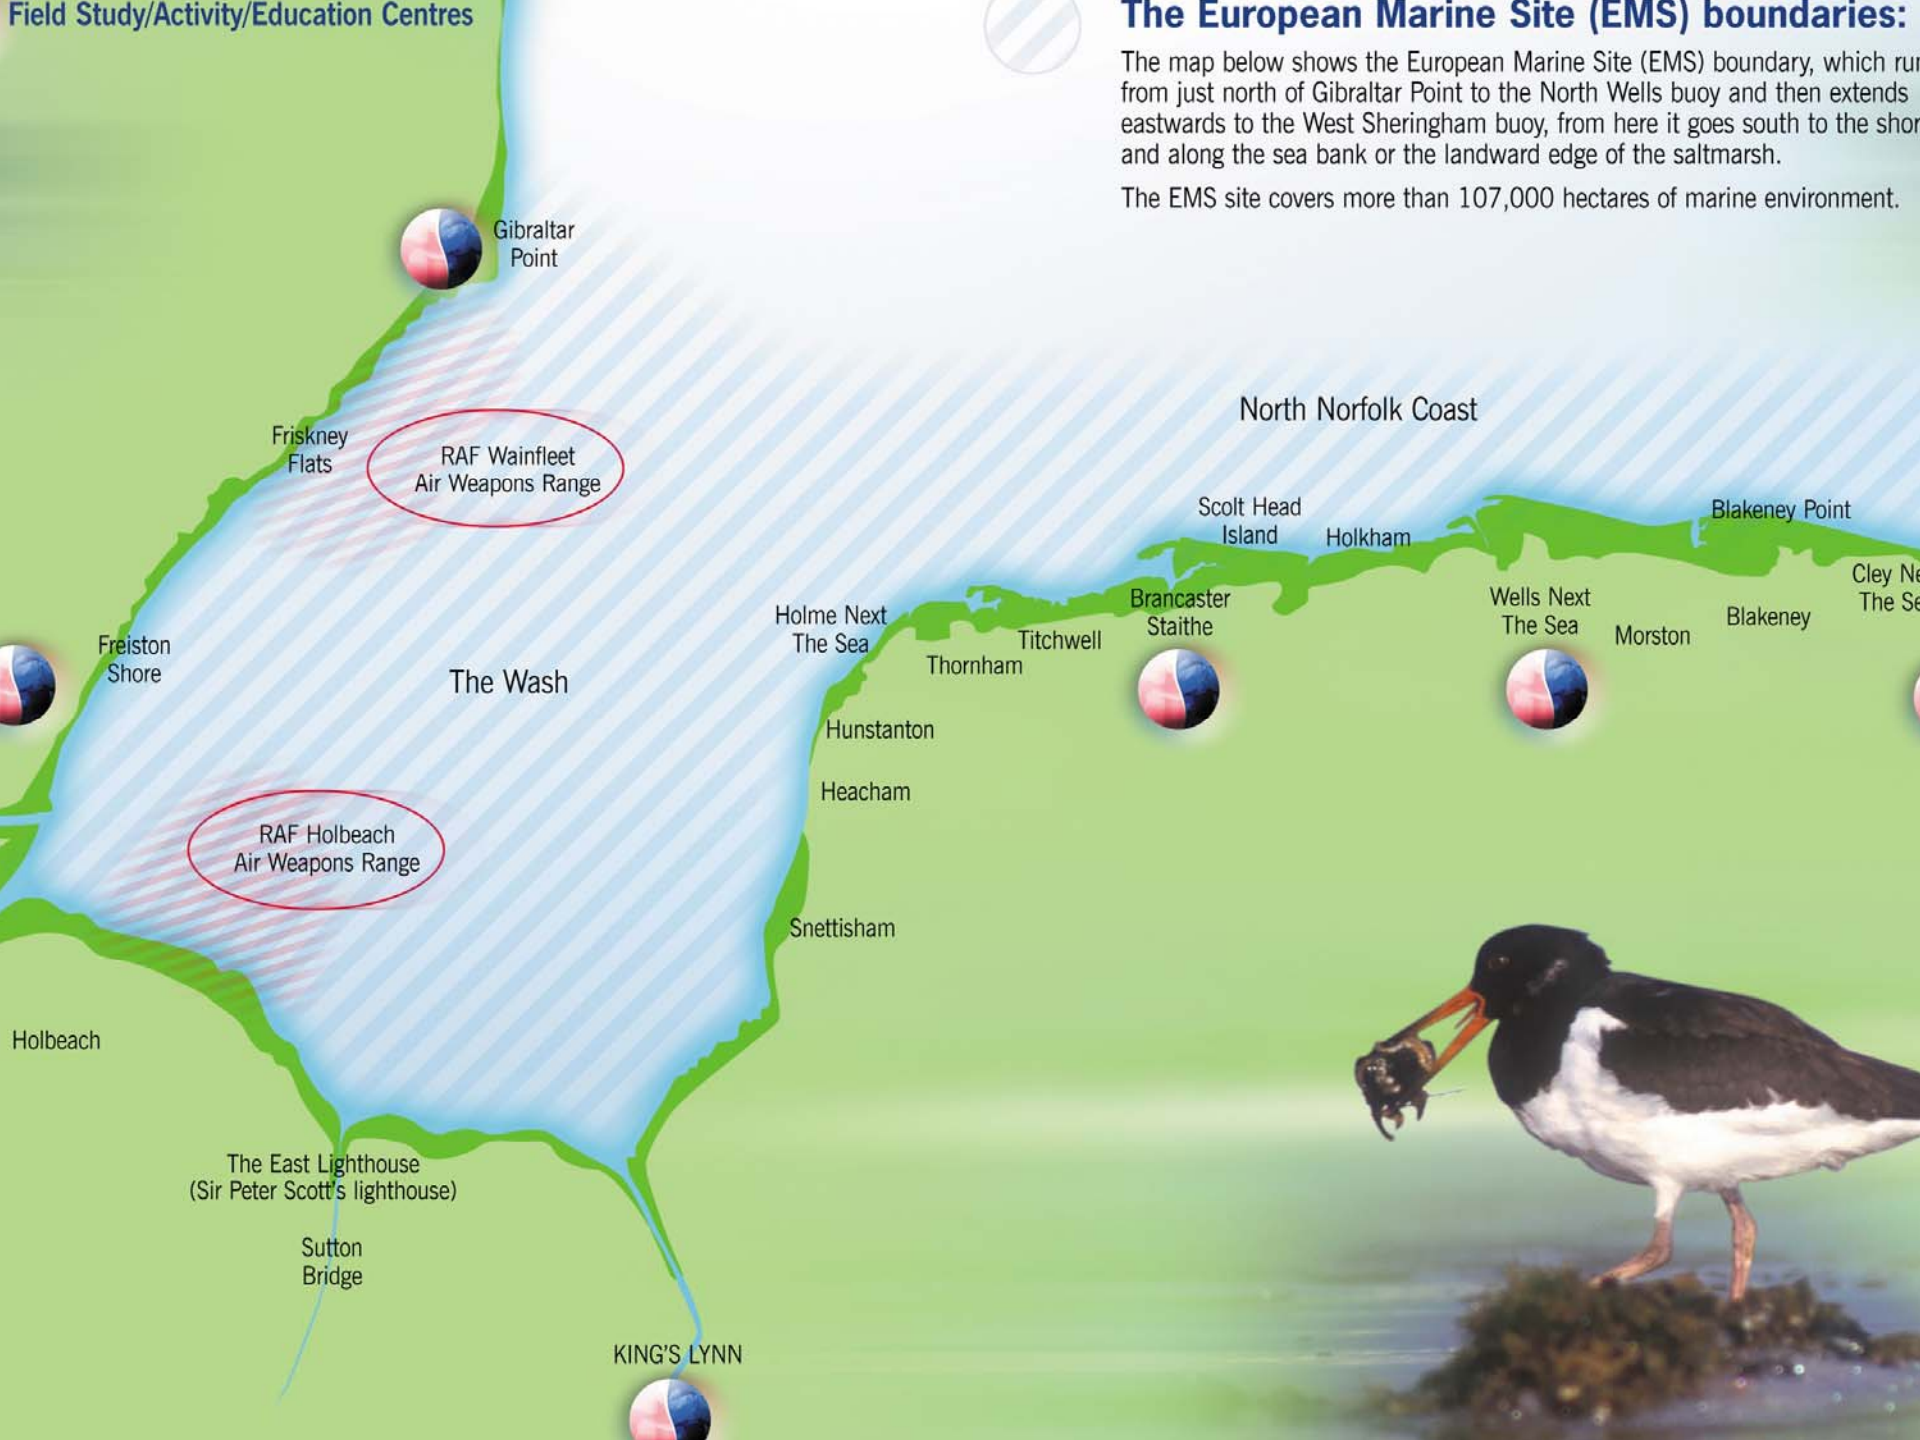 Field Study/Activity/Education Centres
The European Marine Site (EMS) boundaries:
The map below shows the European Marine Site (EMS) boundary, which
from just north of Gibraltar Point to the North Wells buoy and then extends
eastwards to the West Sheringham buoy, from here it goes south to the
and along the sea bank or the landward edge of the saltmarsh.
The EMS site covers more than 107,000 hectares of marine environment.
Gibraltar
Point
North Norfolk Coast
Friskney
Flats
RAF Wainfleet
Air Weapons Range
Scolt Head
Island
Holkham
Blakeney Point
Cley
The
Holme Next
The Sea
Brancaster
Staithe
Wells Next
The Sea
Blakeney
Morston
Titchwell
Thornham
Freiston
Shore
The Wash
Hunstanton
Heacham
RAF Holbeach
Air Weapons Range
Snettisham
Holbeach
The East Lighthouse
(Sir Peter Scott's lighthouse)
Sutton
Bridge
KING'S LYNN